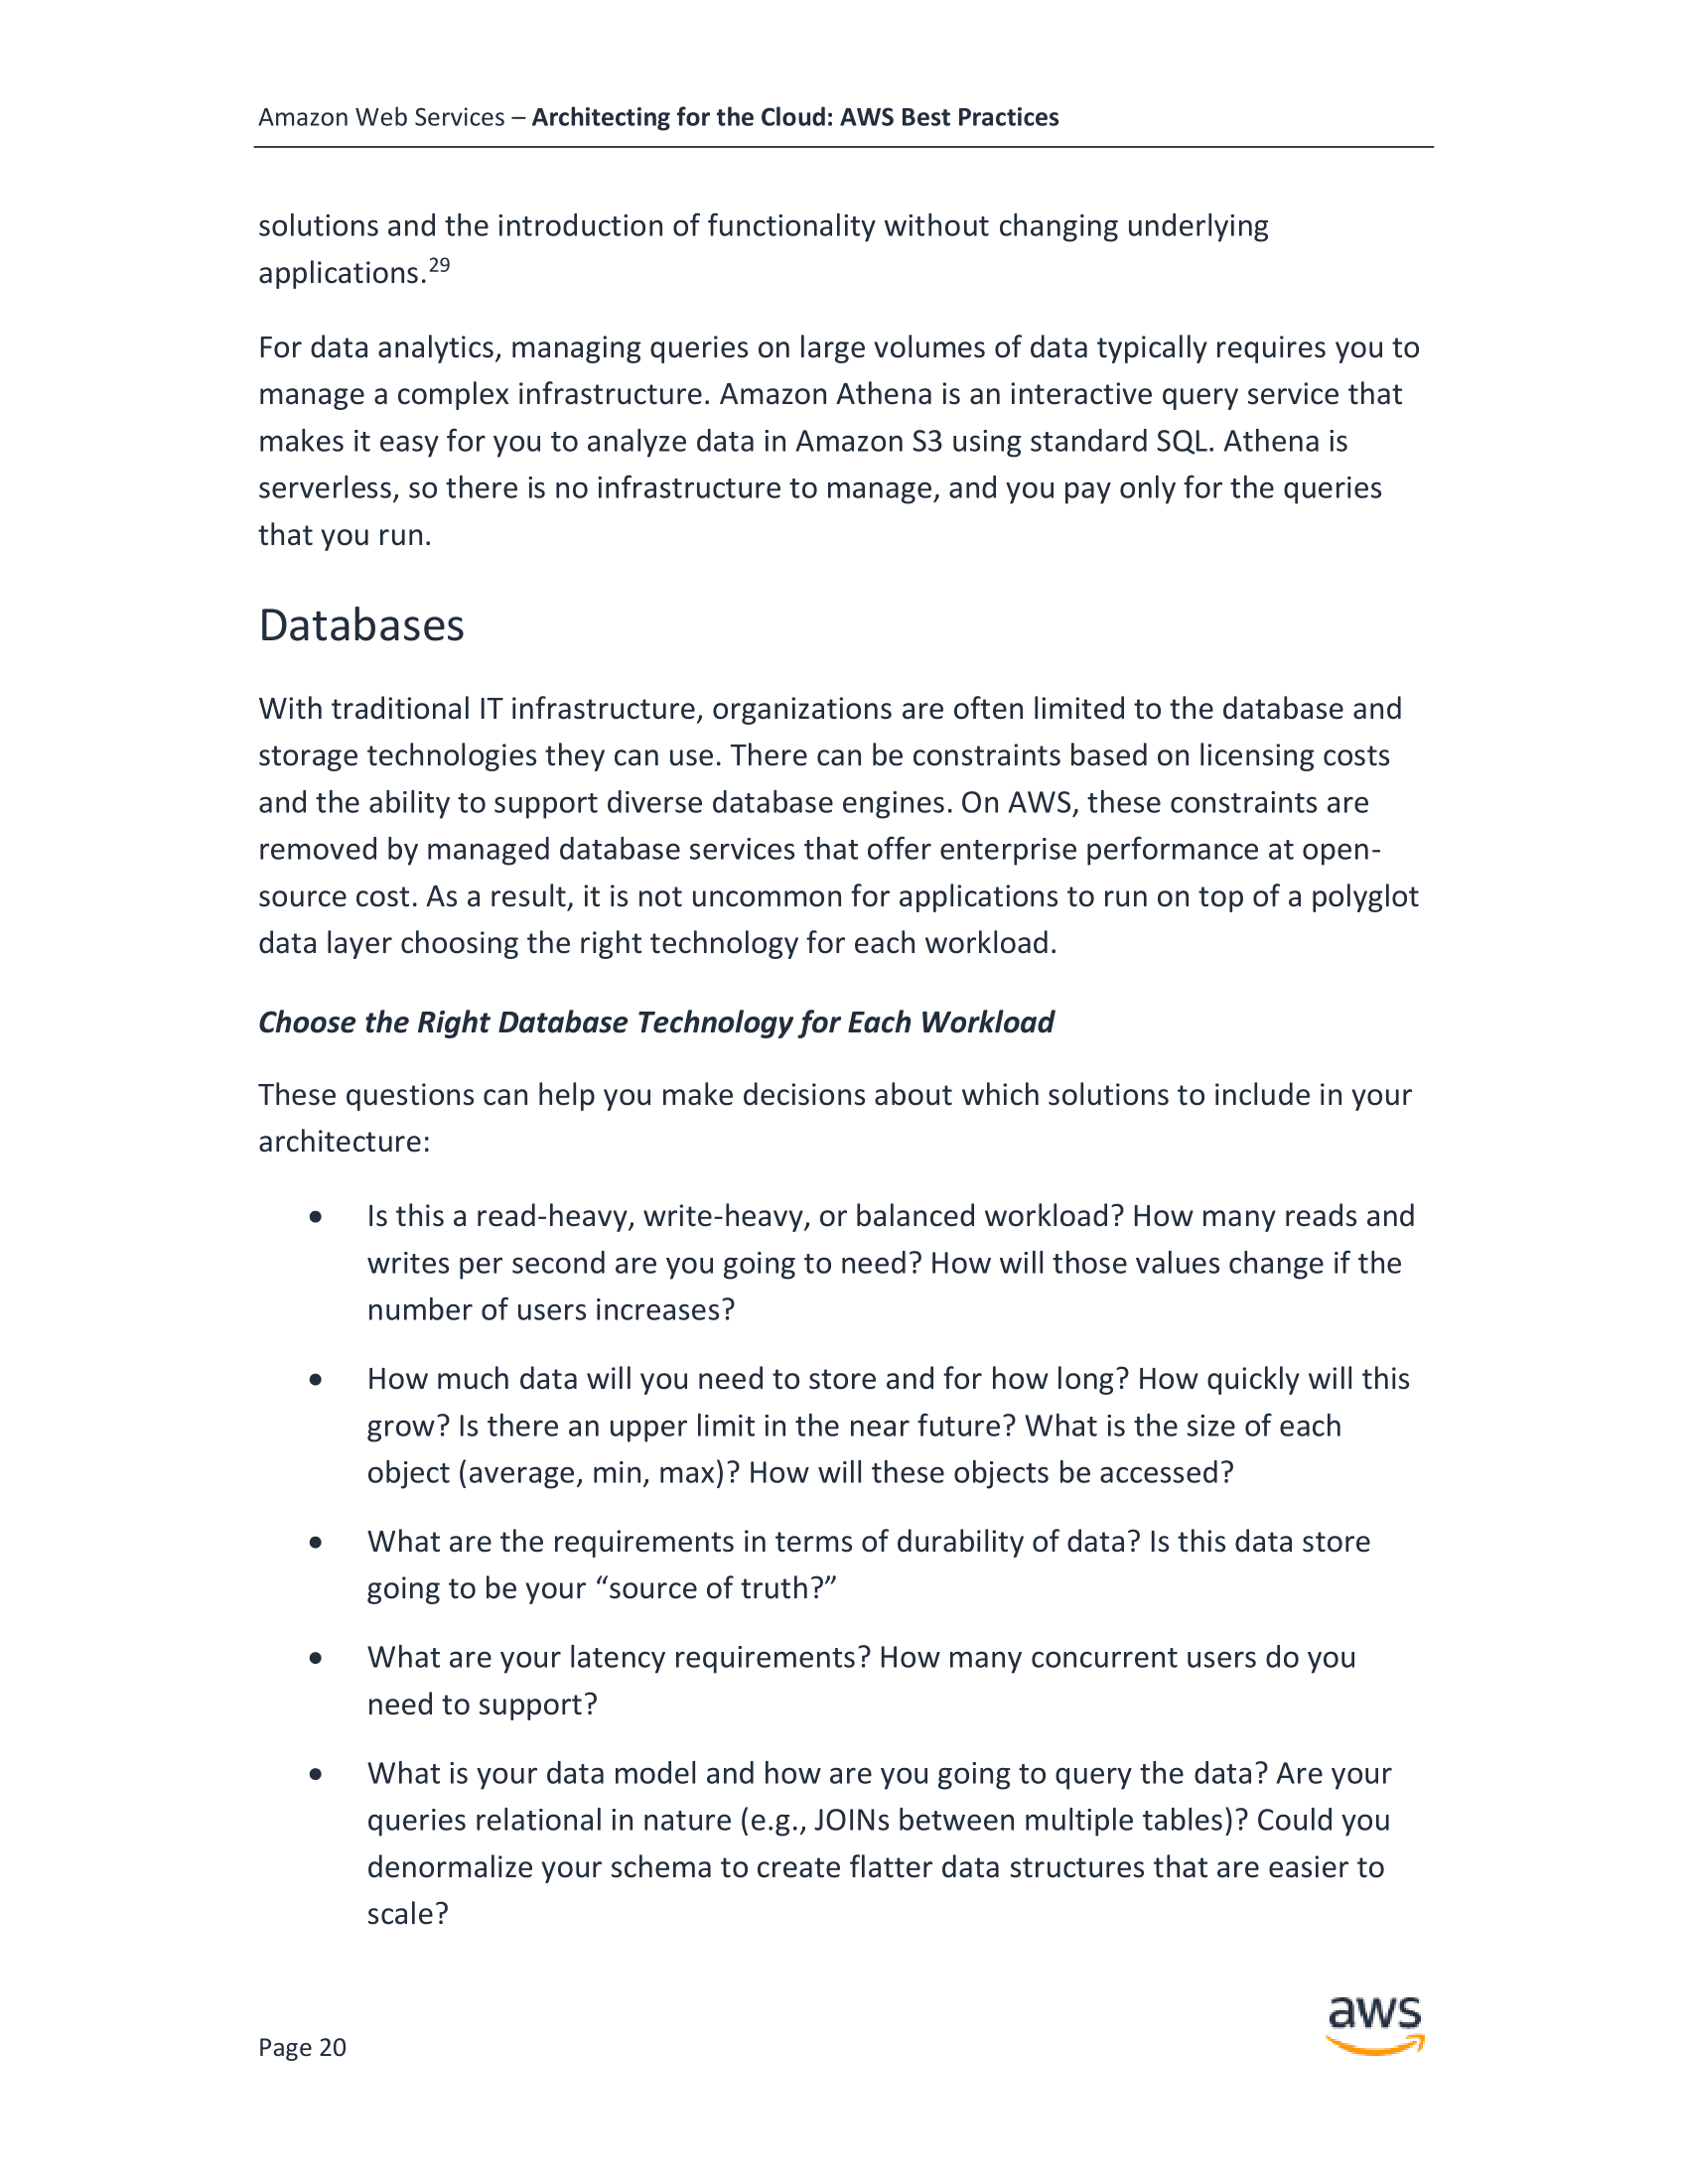 Amazon Web Services – Architecting for the Cloud: AWS Best Practices
solutions and the introduction of functionality without changing underlying
applications.29
For data analytics, managing queries on large volumes of data typically requires you to
manage a complex infrastructure. Amazon Athena is an interactive query service that
makes it easy for you to analyze data in Amazon S3 using standard SQL. Athena is
serverless, so there is no infrastructure to manage, and you pay only for the queries
that you run.
Databases
With traditional IT infrastructure, organizations are often limited to the database and
storage technologies they can use. There can be constraints based on licensing costs
and the ability to support diverse database engines. On AWS, these constraints are
removed by managed database services that offer enterprise performance at open-
source cost. As a result, it is not uncommon for applications to run on top of a polyglot
data layer choosing the right technology for each workload.
Choose the Right Database Technology for Each Workload
These questions can help you make decisions about which solutions to include in your
architecture:
• Is this a read-heavy, write-heavy, or balanced workload? How many reads and
writes per second are you going to need? How will those values change if the
number of users increases?
• How much data will you need to store and for how long? How quickly will this
grow? Is there an upper limit in the near future? What is the size of each
object (average, min, max)? How will these objects be accessed?
• What are the requirements in terms of durability of data? Is this data store
going to be your “source of truth?”
• What are your latency requirements? How many concurrent users do you
need to support?
• What is your data model and how are you going to query the data? Are your
queries relational in nature (e.g., JOINs between multiple tables)? Could you
denormalize your schema to create flatter data structures that are easier to
scale?
aws
Page 20